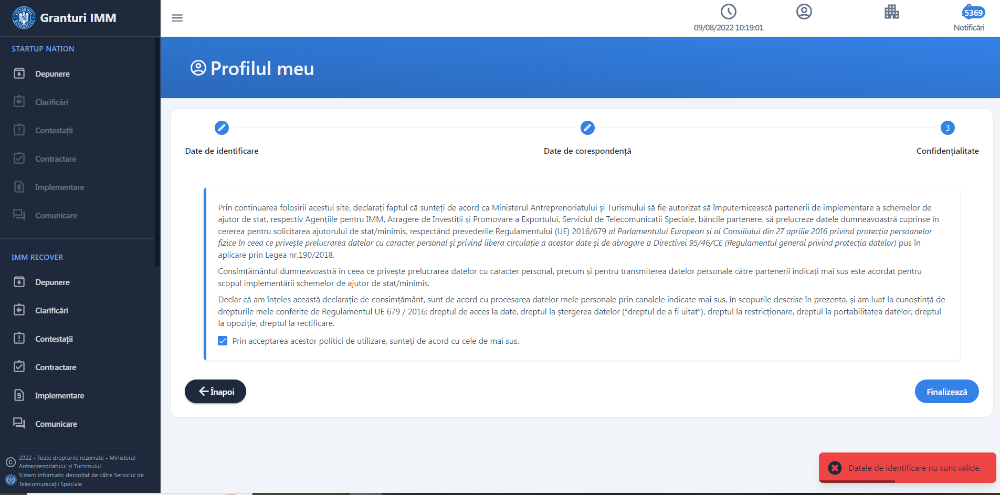 GUVERNUL ROMÂNIEI
Granturi IMM
09/08/2022 10:19:01
5369
Notificări
STARTUP NATION
Depunere
Clarificări
Contestații
Contractare
Implementare
Comunicare
IMM RECOVER
Depunere
Clarificări
Contestații
Contractare
Implementare
Comunicare
2022 - Toate drepturile rezervate - Ministerul
Antreprenoriatului și Turismului
Sistem informatic dezvoltat de către Serviciul de
Telecomunicații Speciale
Profilul meu
3
Date de identificare
Date de corespondență
Confidențialitate
Prin continuarea folosirii acestui site, declarați faptul că sunteți de acord ca Ministerul Antreprenoriatului și Turismului să fie autorizat să împuternicească partenerii de implementare a schemelor de
ajutor de stat, respectiv Agențiile pentru IMM, Atragere de Investiții și Promovare a Exportului, Serviciul de Telecomunicații Speciale, băncile partenere, să prelucreze datele dumneavoastră cuprinse în
cererea pentru solicitarea ajutorului de stat/minimis, respectând prevederile Regulamentului (UE) 2016/679 al Parlamentului European și al Consiliului din 27 aprilie 2016 privind protecția persoanelor
fizice în ceea ce privește prelucrarea datelor cu caracter personal și privind libera circulație a acestor date și de abrogare a Directivei 95/46/CE (Regulamentul general privind protecția datelor) pus în
aplicare prin Legea nr.190/2018.
Consimțământul dumneavoastră în ceea ce privește prelucrarea datelor cu caracter personal, precum și pentru transmiterea datelor personale către partenerii indicați mai sus este acordat pentru
scopul implementării schemelor de ajutor de stat/minimis.
Declar că am înțeles această declarație de consimțământ, sunt de acord cu procesarea datelor mele personale prin canalele indicate mai sus, în scopurile descrise în prezenta, și am luat la cunoștință de
drepturile mele conferite de Regulamentul UE 679 / 2016: dreptul de acces la date, dreptul la ștergerea datelor (“dreptul de a fi uitat”), dreptul la restricționare, dreptul la portabilitatea datelor, dreptul
la opoziție, dreptul la rectificare.
Prin acceptarea acestor politici de utilizare, sunteți de acord cu cele de mai sus.
Înapoi
Finalizează
Datele de identificare nu sunt valide.